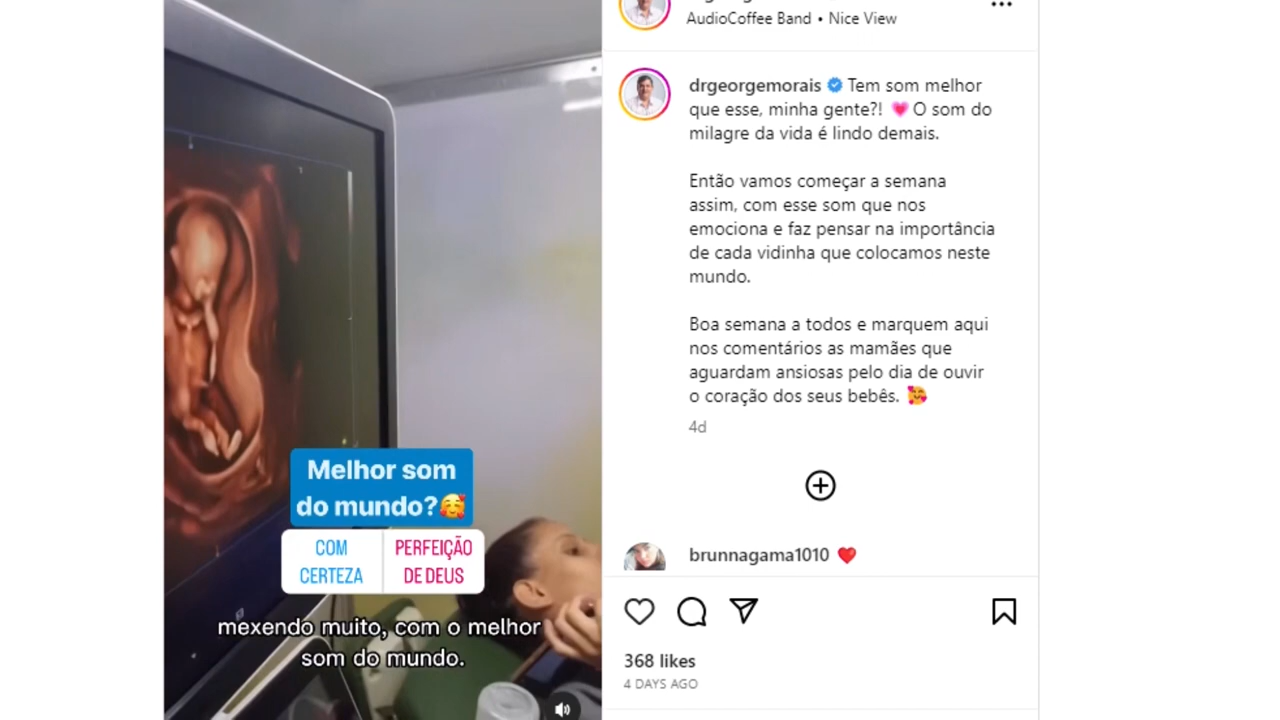 AudioCoffee Band • Nice View
drgeorgemorais Tem som melhor
que esse, minha gente?! 💗 O som do
milagre da vida é lindo demais.
Então vamos começar a semana
assim, com esse som que nos
emociona e faz pensar na importância
de cada vidinha que colocamos neste
mundo.
Boa semana a todos e marquem aqui
nos comentários as mamães que
aguardam ansiosas pelo dia de ouvir
o coração dos seus bebês. 🥰
4d
brunnagama1010 ❤️
368 likes
4 DAYS AGO
Melhor som
do mundo?🥰
COM
CERTEZA
PERFEIÇÃO
DE DEUS
mexendo muito, com o melhor
som do mundo.